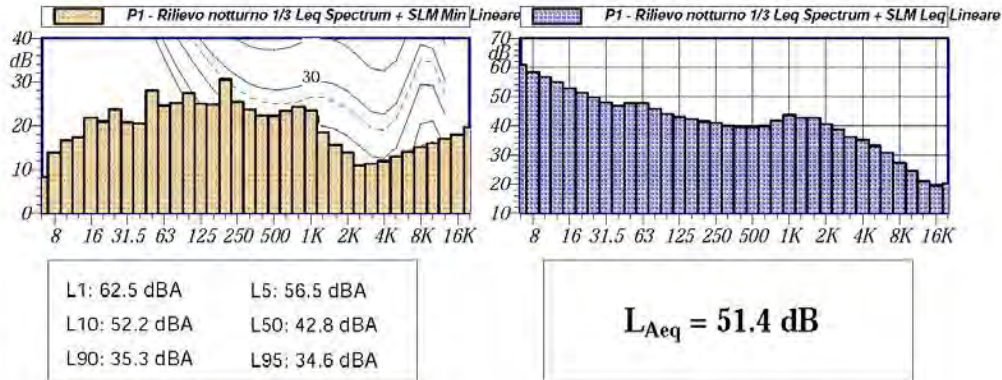 P1 - Rilievo notturno 1/3 Leq Spectrum + SLM Min Lineare
40
dB
30
20
10
0
30
8 16 31.5 63 125 250 500 1K 2K 4K 8K 16K
P1 - Rilievo notturno 1/3 Leq Spectrum + SLM Leq Lineare
70
dB
60
50
40
30
20
10
8 16 31.5 63 125 250 500 1K 2K 4K 8K 16K
L1: 62.5 dBA L5: 56.5 dBA
L10: 52.2 dBA L50: 42.8 dBA
L90: 35.3 dBA L95: 34.6 dBA
LAeq = 51.4 dB